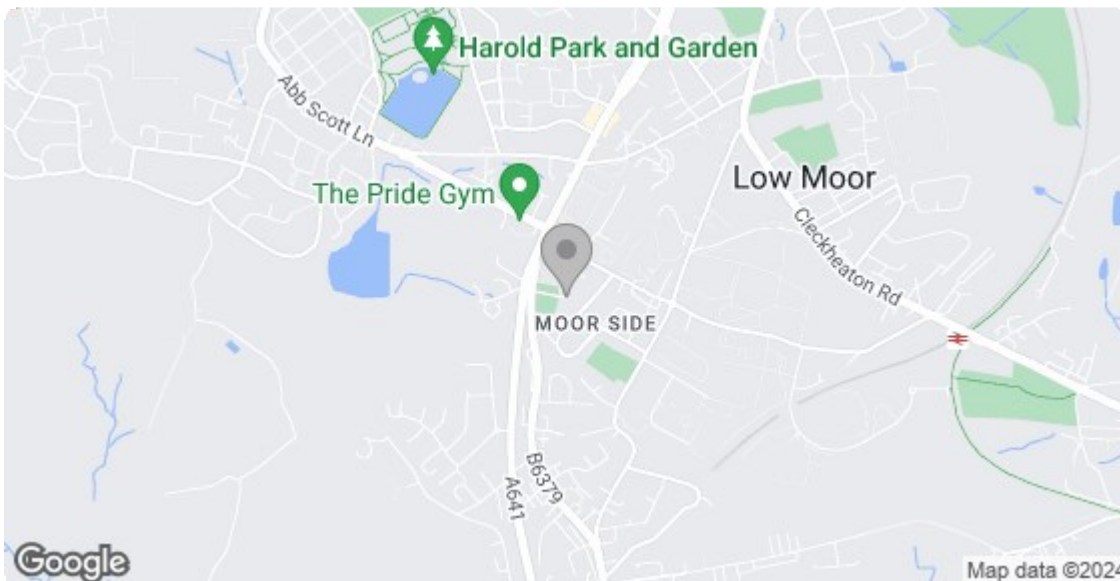 Harold Park and Garden
Abb Scott Ln
The Pride Gym
Low Moor
Cleckheaton Rd
MOOR SIDE
B6379
A641
Google
Map data ©2024